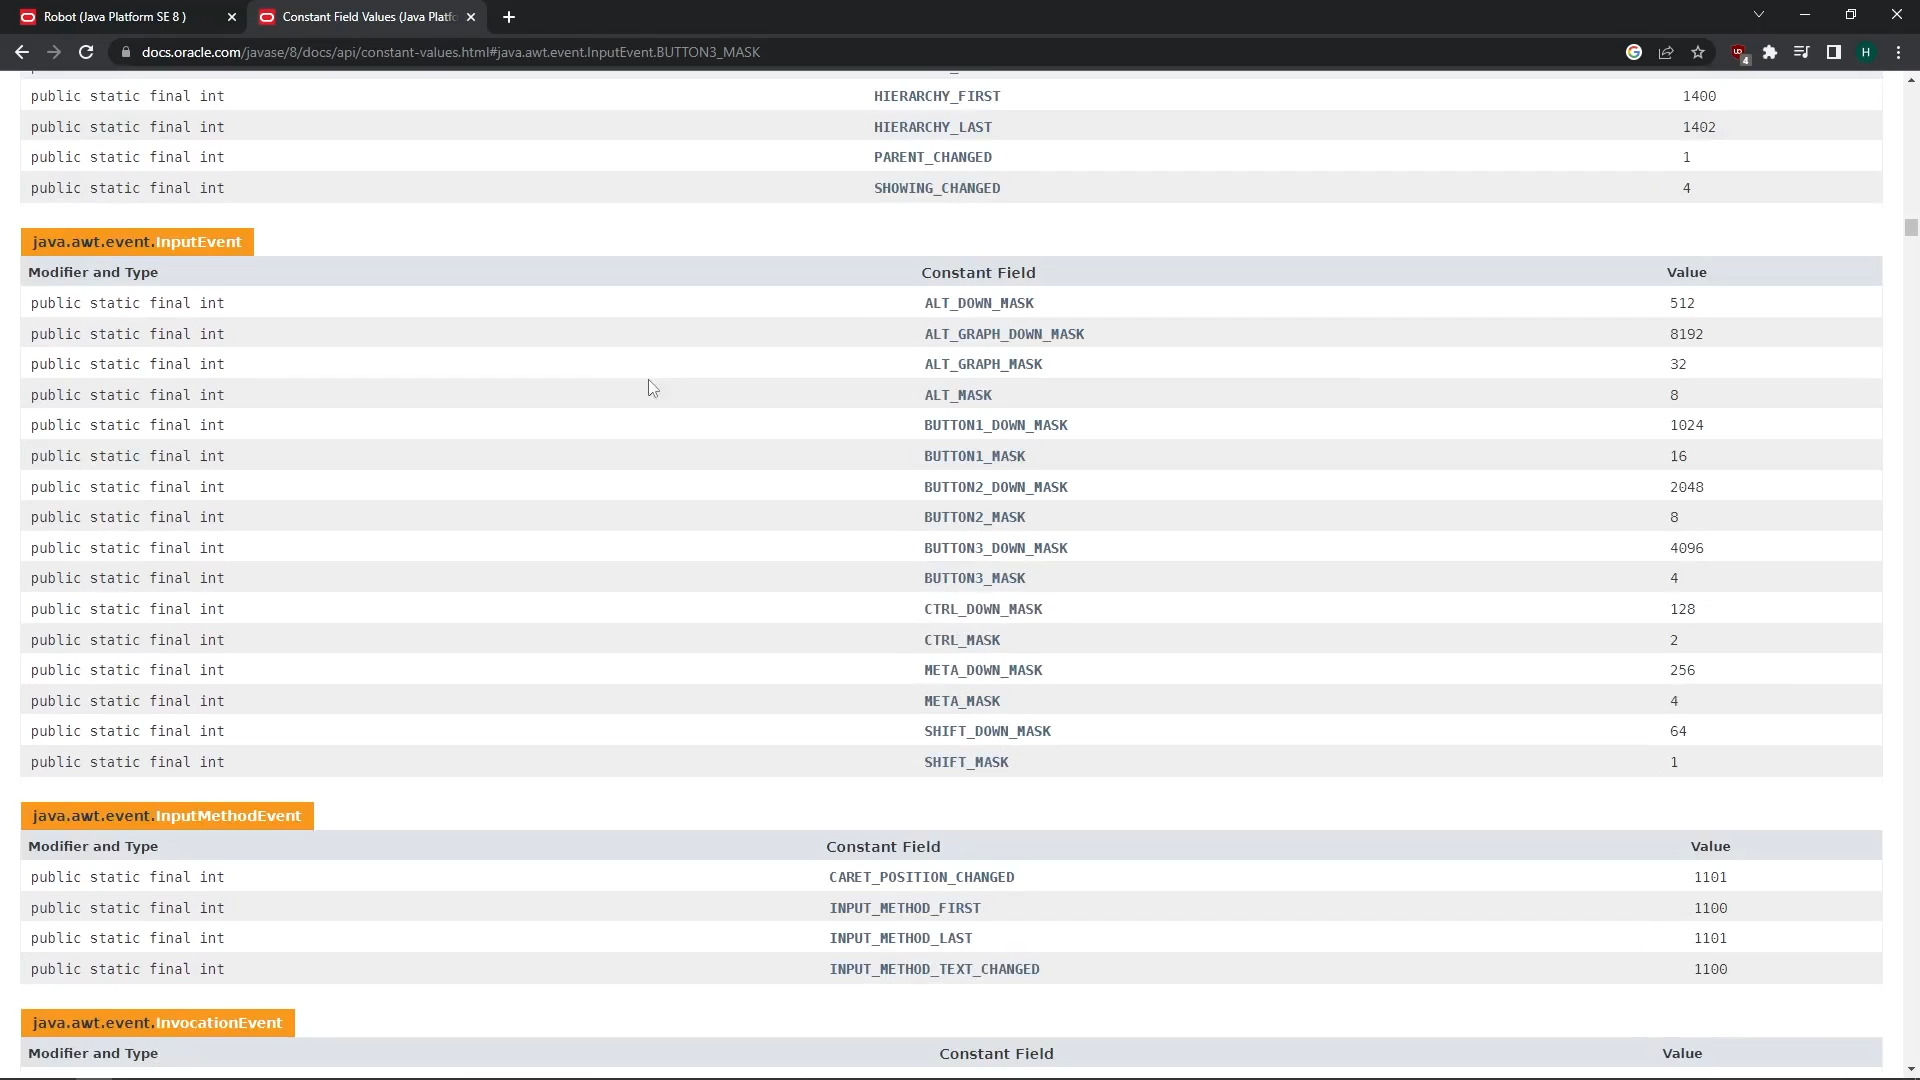 Robot (Java Platform SE 8 )
Constant Field Values (Java Platfo
docs.oracle.com/javase/8/docs/api/constant-values.html#java.awt.event.InputEvent.BUTTON3_MASK
4
H
public static final int HIERARCHY_FIRST 1400
public static final int HIERARCHY_LAST 1402
public static final int PARENT_CHANGED 1
public static final int SHOWING_CHANGED 4
java.awt.event.InputEvent
Modifier and Type Constant Field Value
public static final int ALT_DOWN_MASK 512
public static final int ALT_GRAPH_DOWN_MASK 8192
public static final int ALT_GRAPH_MASK 32
public static final int ALT_MASK 8
public static final int BUTTON1_DOWN_MASK 1024
public static final int BUTTON1_MASK 16
public static final int BUTTON2_DOWN_MASK 2048
public static final int BUTTON2_MASK 8
public static final int BUTTON3_DOWN_MASK 4096
public static final int BUTTON3_MASK 4
public static final int CTRL_DOWN_MASK 128
public static final int CTRL_MASK 2
public static final int META_DOWN_MASK 256
public static final int META_MASK 4
public static final int SHIFT_DOWN_MASK 64
public static final int SHIFT_MASK 1
java.awt.event.InputMethodEvent
Modifier and Type Constant Field Value
public static final int CARET_POSITION_CHANGED 1101
public static final int INPUT_METHOD_FIRST 1100
public static final int INPUT_METHOD_LAST 1101
public static final int INPUT_METHOD_TEXT_CHANGED 1100
java.awt.event.InvocationEvent
Modifier and Type Constant Field Value